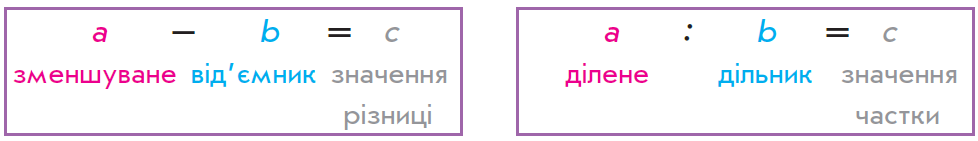 a − b = c
зменшуване від’ємник значення
різниці
a : b = c
ділене дільник значення
частки